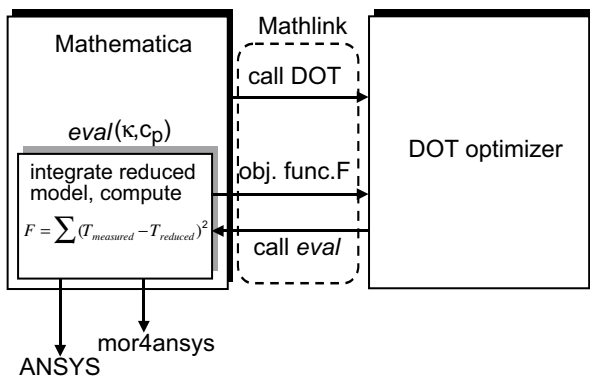 Mathlink
Mathematica
call DOT
eval(κ,cp)
DOT optimizer
integrate reduced
model, compute
obj. func.F
F = ∑ (Tmeasured – Treduced)²
call eval
mor4ansys
ANSYS